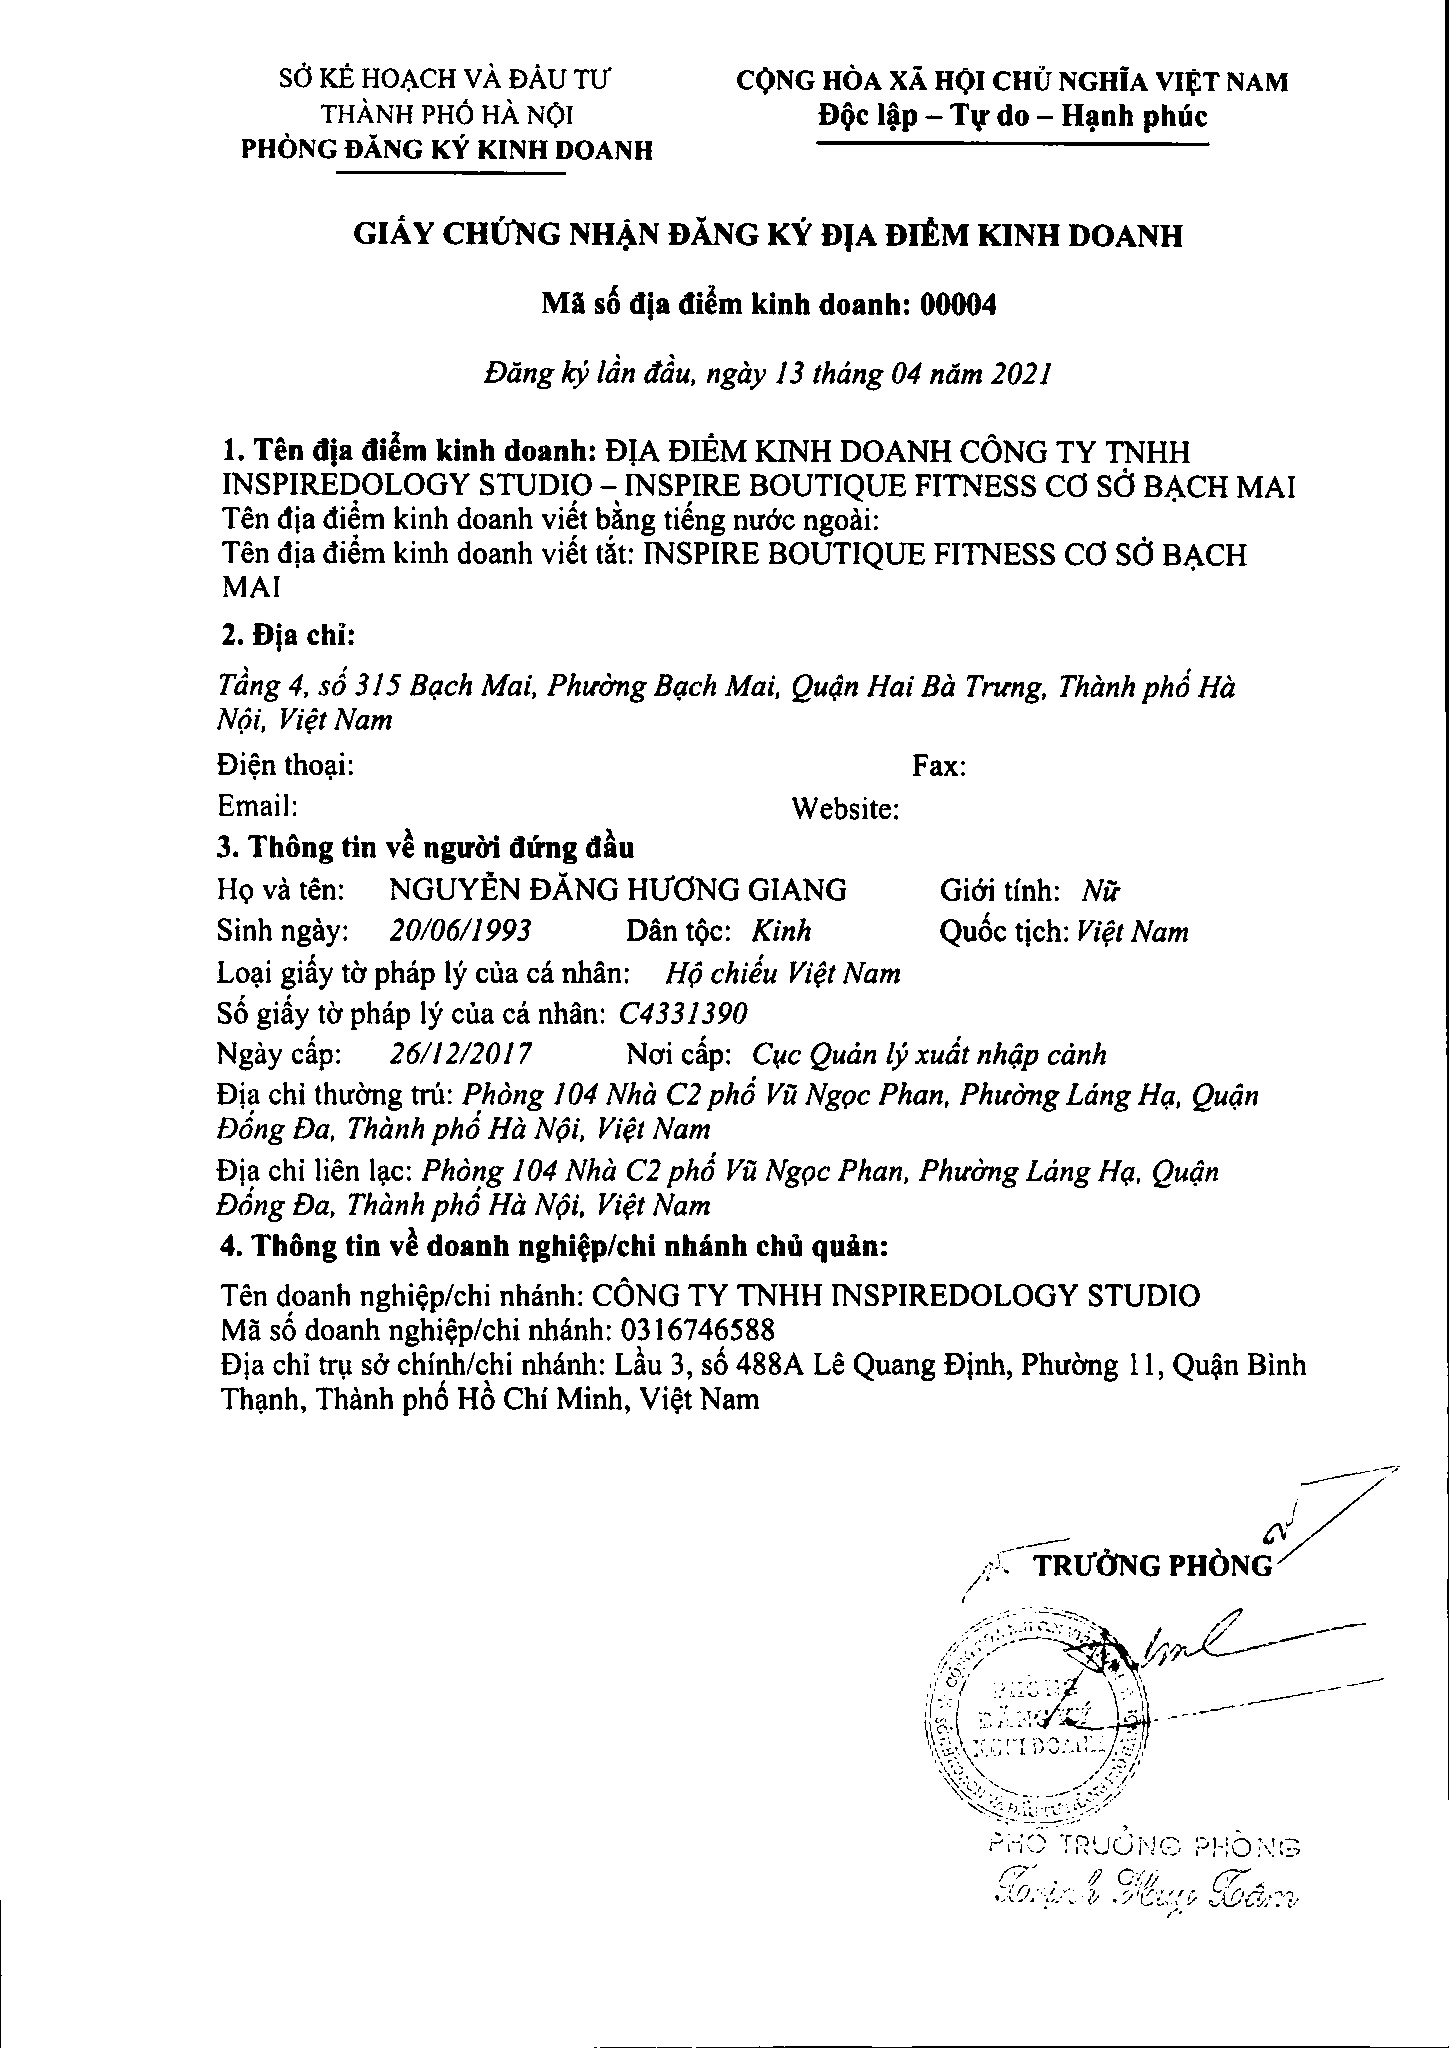 SỞ KẾ HOẠCH VÀ ĐẦU TƯ
THÀNH PHỐ HÀ NỘI
PHÒNG ĐĂNG KÝ KINH DOANH
CỘNG HÒA XÃ HỘI CHỦ NGHĨA VIỆT NAM
Độc lập – Tự do – Hạnh phúc
GIẤY CHỨNG NHẬN ĐĂNG KÝ ĐỊA ĐIỂM KINH DOANH
Mã số địa điểm kinh doanh: 00004
Đăng ký lần đầu, ngày 13 tháng 04 năm 2021
1. Tên địa điểm kinh doanh: ĐỊA ĐIỂM KINH DOANH CÔNG TY TNHH
INSPIREDOLOGY STUDIO – INSPIRE BOUTIQUE FITNESS CƠ SỞ BẠCH MAI
Tên địa điểm kinh doanh viết bằng tiếng nước ngoài:
Tên địa điểm kinh doanh viết tắt: INSPIRE BOUTIQUE FITNESS CƠ SỞ BẠCH
MAI
2. Địa chỉ:
Tầng 4, số 315 Bạch Mai, Phường Bạch Mai, Quận Hai Bà Trưng, Thành phố Hà
Nội, Việt Nam
Điện thoại: Fax:
Email: Website:
3. Thông tin về người đứng đầu
Họ và tên: NGUYỄN ĐĂNG HƯƠNG GIANG Giới tính: Nữ
Sinh ngày: 20/06/1993 Dân tộc: Kinh Quốc tịch: Việt Nam
Loại giấy tờ pháp lý của cá nhân: Hộ chiếu Việt Nam
Số giấy tờ pháp lý của cá nhân: C4331390
Ngày cấp: 26/12/2017 Nơi cấp: Cục Quản lý xuất nhập cảnh
Địa chỉ thường trú: Phòng 104 Nhà C2 phố Vũ Ngọc Phan, Phường Láng Hạ, Quận
Đống Đa, Thành phố Hà Nội, Việt Nam
Địa chỉ liên lạc: Phòng 104 Nhà C2 phố Vũ Ngọc Phan, Phường Láng Hạ, Quận
Đống Đa, Thành phố Hà Nội, Việt Nam
4. Thông tin về doanh nghiệp/chi nhánh chủ quản:
Tên doanh nghiệp/chi nhánh: CÔNG TY TNHH INSPIREDOLOGY STUDIO
Mã số doanh nghiệp/chi nhánh: 0316746588
Địa chỉ trụ sở chính/chi nhánh: Lầu 3, số 488A Lê Quang Định, Phường 11, Quận Bình
Thạnh, Thành phố Hồ Chí Minh, Việt Nam
TRƯỞNG PHÒNG
PHÒNG
ĐĂNG KÝ
KINH DOANH
PHÓ TRƯỞNG PHÒNG
Trịnh Huy Tâm